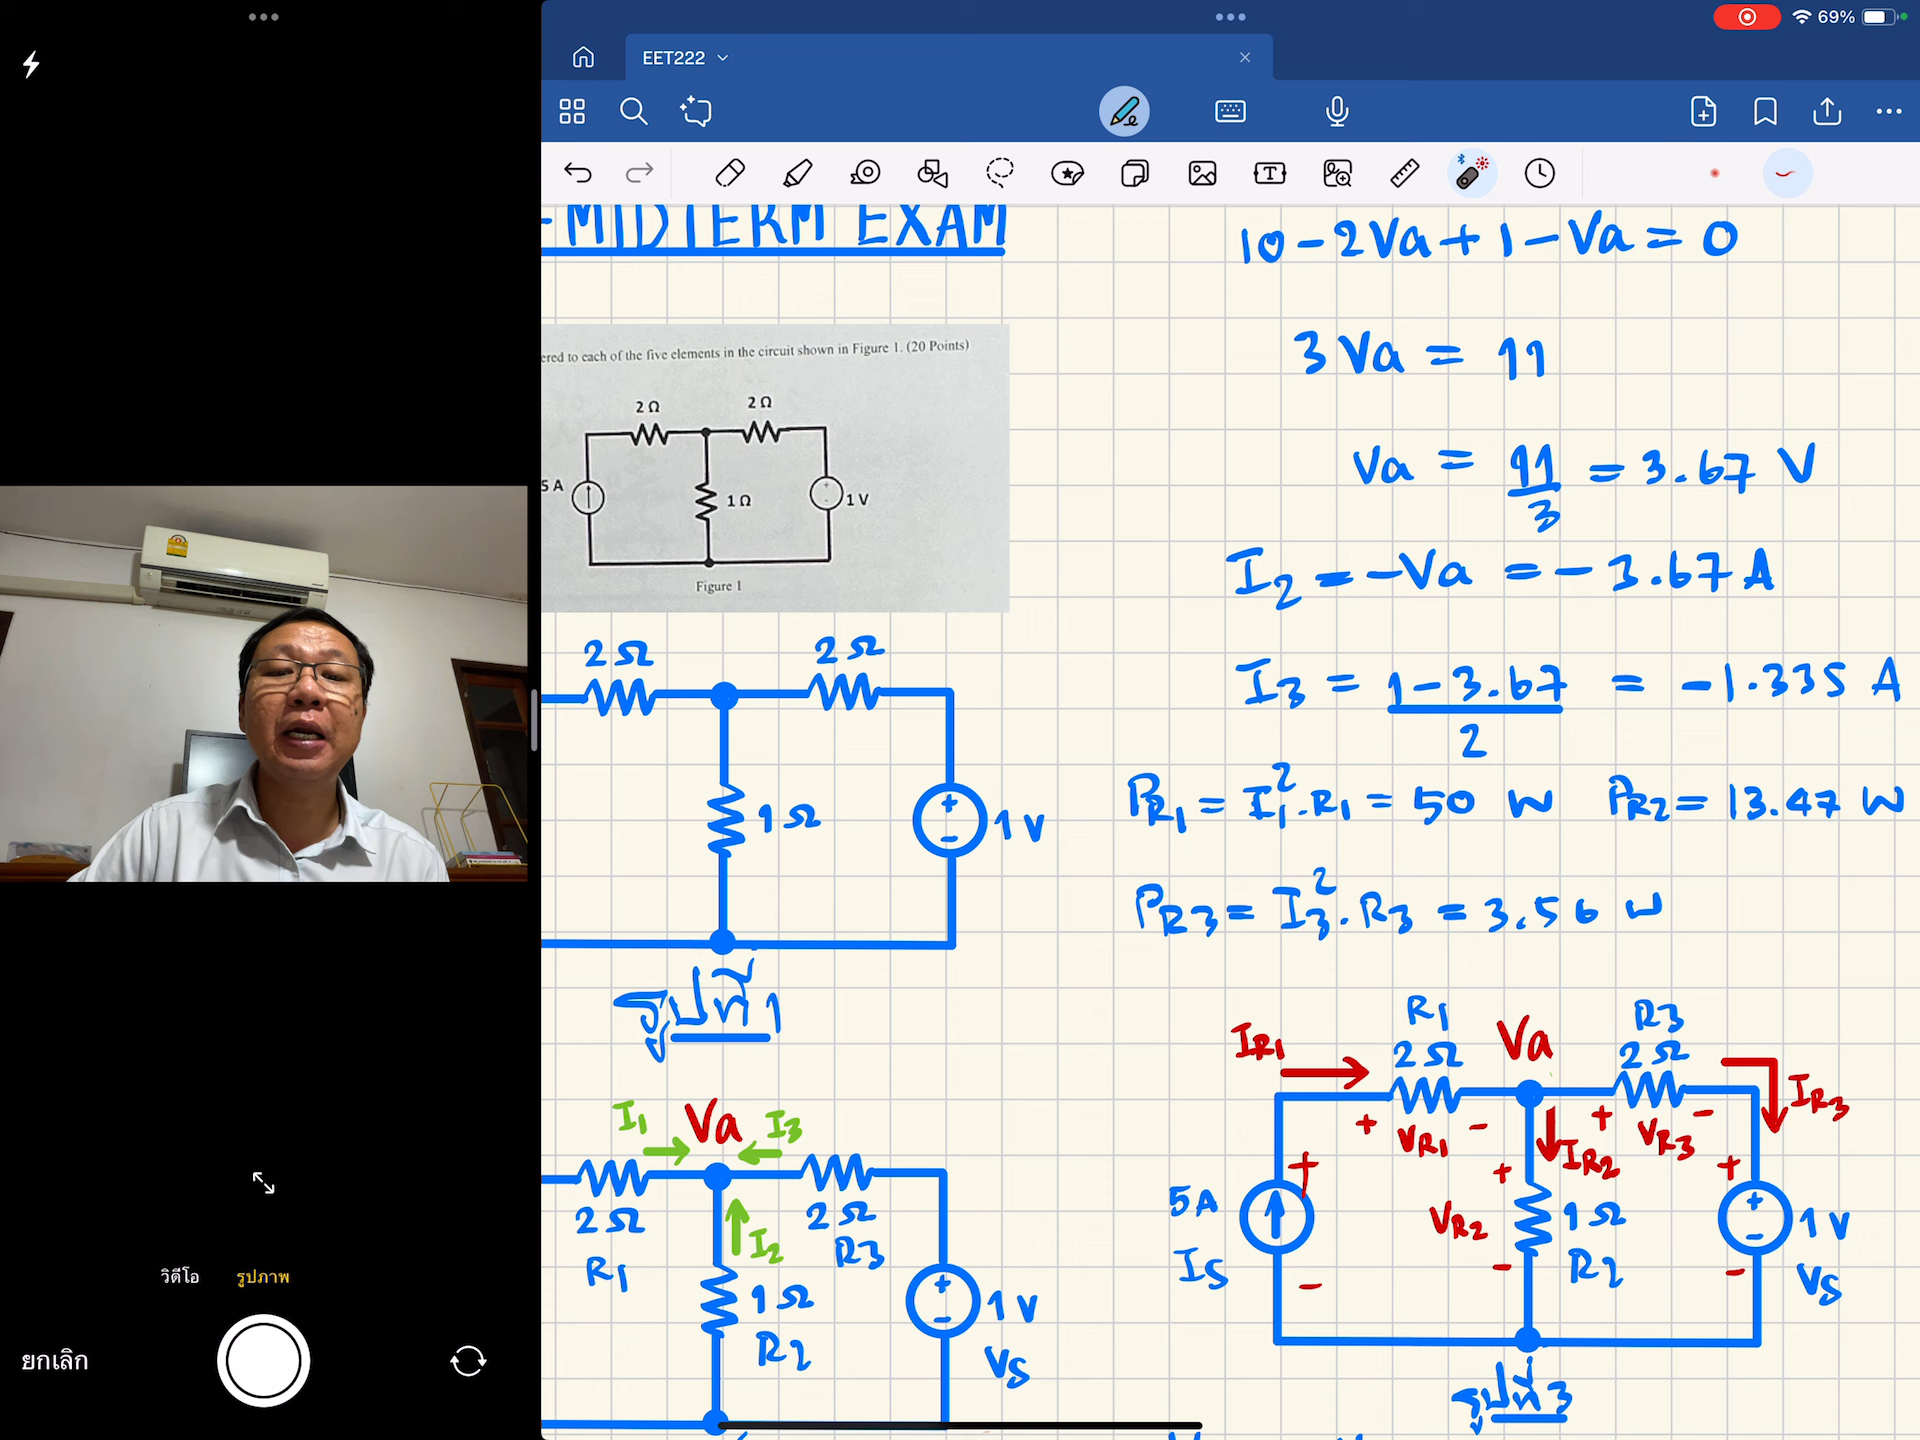 69%
EET222
-MIDTERM EXAM
ered to each of the five elements in the circuit shown in Figure 1. (20 Points)
2 Ω
2 Ω
5 A
1 Ω
1 V
Figure 1
2Ω
2Ω
1Ω
1V
รูปที่ 1
I1
Va
I3
2Ω
2Ω
R1
I2
R3
1Ω
R2
1V
VS
10-2Va+1-Va=0
3Va = 11
Va = 11/3 = 3.67 V
I2 = -Va = -3.67A
I3 = 1-3.67/2 = -1.335 A
PR1 = I1².R1 = 50 W PR2 = 13.47 W
PR3 = I3².R3 = 3.56 W
R1
R3
IR1
2Ω
Va
2Ω
IR3
+ VR1 -
+ VR3 -
IR2
5A
IS
+
-
VR2
+
-
1Ω
R2
+
-
1V
VS
รูปที่ 3
วิดีโอ
รูปภาพ
ยกเลิก